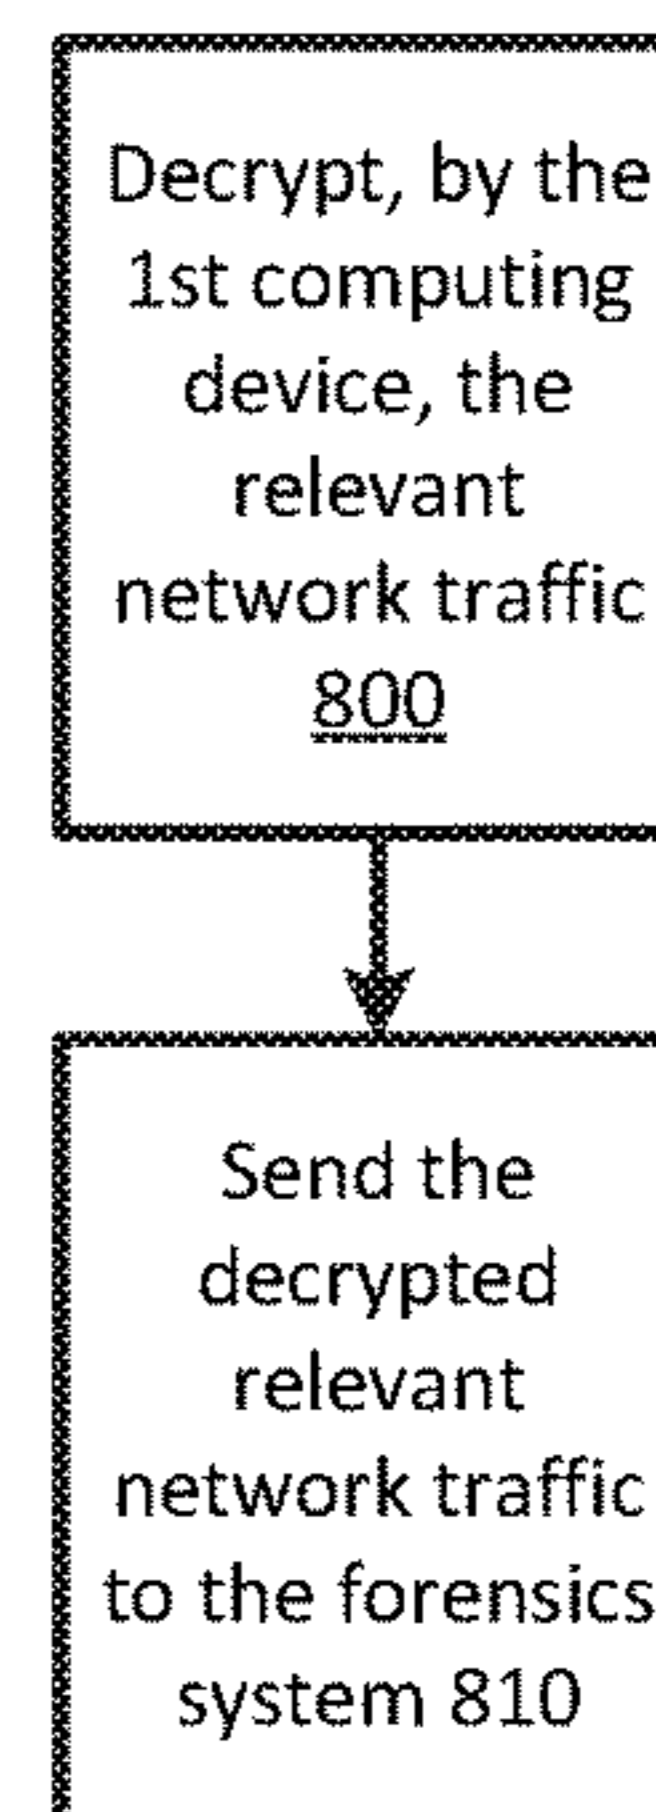 Decrypt, by the
1st computing
device, the
relevant
network traffic
800
Send the
decrypted
relevant
network traffic
to the forensics
system 810